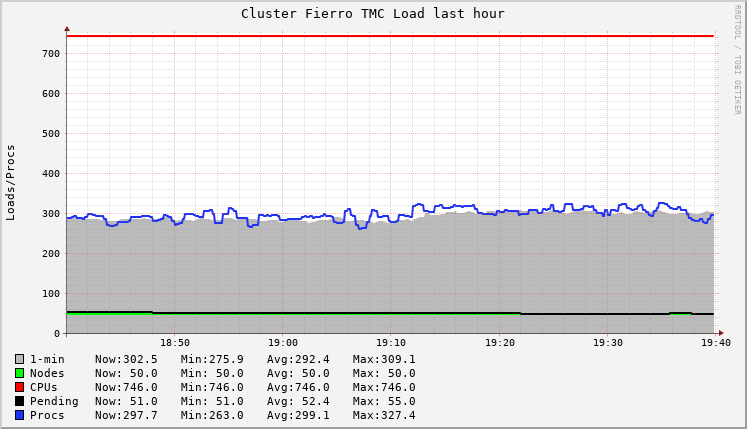 Cluster Fierro TMC Load last hour
RRDTOOL / TOBI OETIKER
Loads/Procs
700
600
500
400
300
200
100
0
18:50 19:00 19:10 19:20 19:30 19:40
1-min Now:302.5 Min:275.9 Avg:292.4 Max:309.1
Nodes Now: 50.0 Min: 50.0 Avg: 50.0 Max: 50.0
CPUs Now:746.0 Min:746.0 Avg:746.0 Max:746.0
Pending Now: 51.0 Min: 51.0 Avg: 52.4 Max: 55.0
Procs Now:297.7 Min:263.0 Avg:299.1 Max:327.4